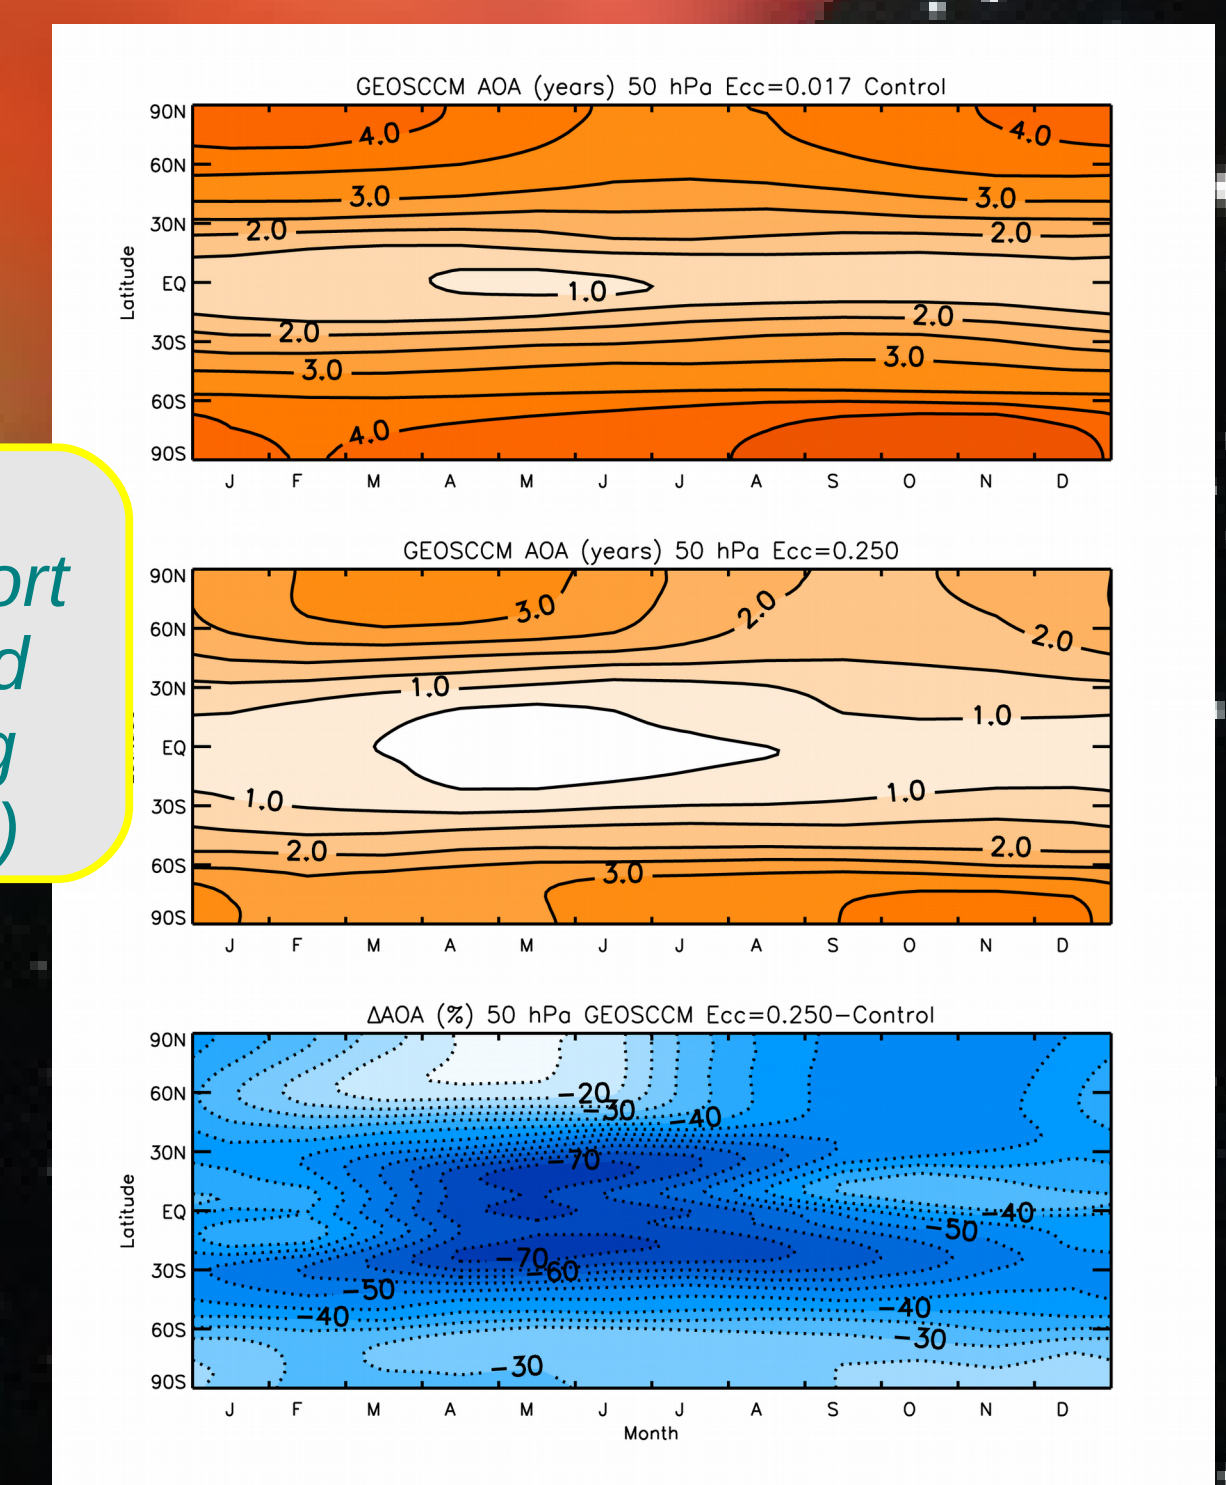 GEOSCCM AOA (years) 50 hPa Ecc=0.017 Control
90N
60N
30N
EQ
30S
60S
90S
Latitude
4.0
4.0
3.0
3.0
2.0
2.0
1.0
2.0
2.0
3.0
3.0
4.0
J F M A M J J A S O N D
ort
d
g
)
GEOSCCM AOA (years) 50 hPa Ecc=0.250
90N
60N
30N
EQ
30S
60S
90S
3.0
2.0
2.0
1.0
1.0
1.0
1.0
2.0
2.0
3.0
J F M A M J J A S O N D
ΔAOA (%) 50 hPa GEOSCCM Ecc=0.250-Control
90N
60N
30N
EQ
30S
60S
90S
Latitude
-20
-30
-40
-70
-40
-50
-70
-60
-50
-40
-40
-30
-30
J F M A M J J A S O N D
Month